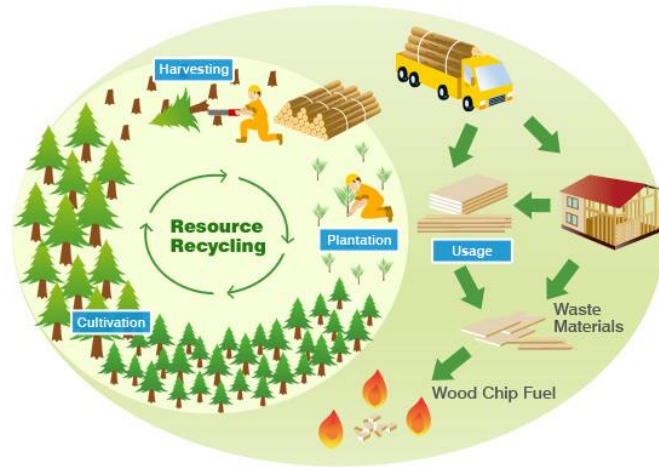 Harvesting
Resource
Recycling
Plantation
Cultivation
Usage
Waste
Materials
Wood Chip Fuel